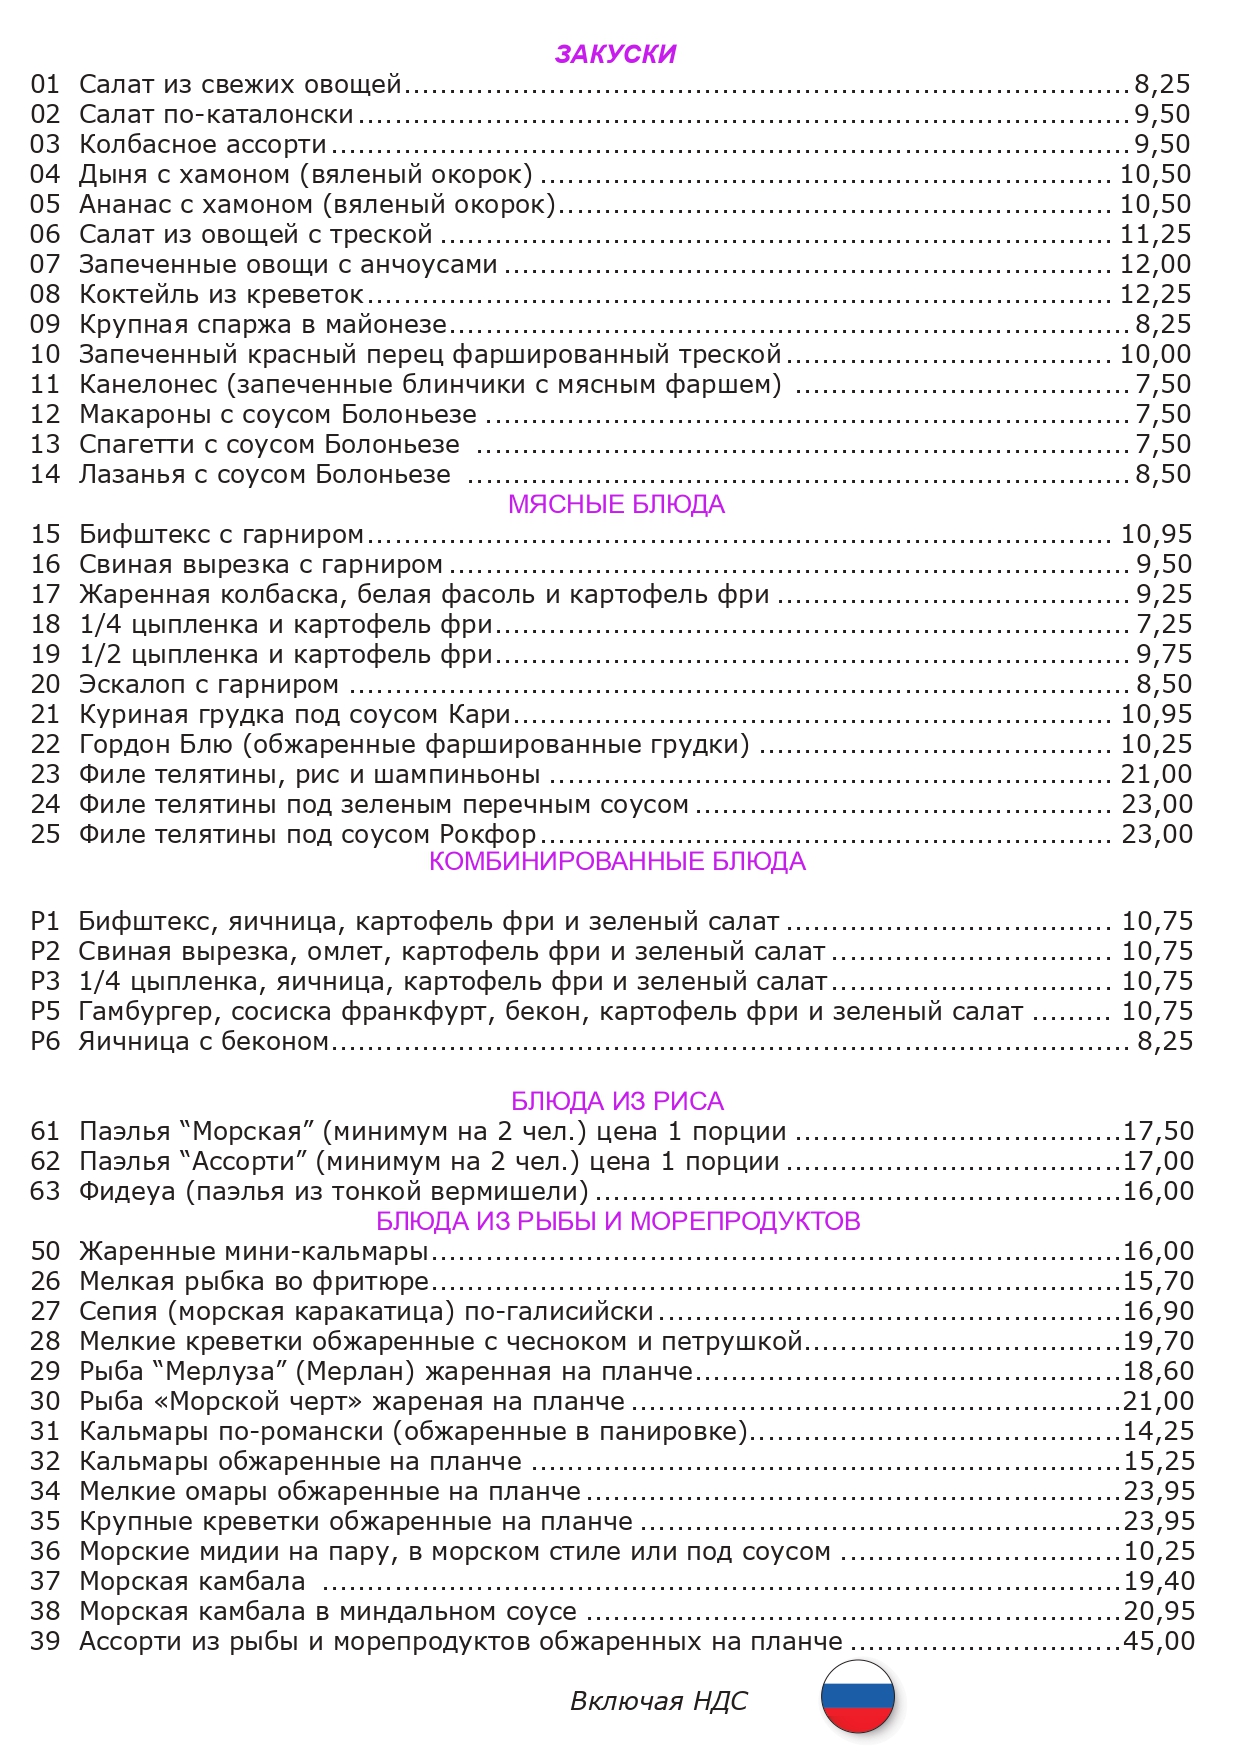 ЗАКУСКИ
01 Салат из свежих овощей........................................................................................8,25
02 Салат по-каталонски........................................................................................9,50
03 Колбасное ассорти........................................................................................9,50
04 Дыня с хамоном (вяленый окорок)................................................................ 10,50
05 Ананас с хамоном (вяленый окорок)................................................................ 10,50
06 Салат из овощей с треской................................................................ 11,25
07 Запеченные овощи с анчоусами................................................................ 12,00
08 Коктейль из креветок................................................................ 12,25
09 Крупная спаржа в майонезе................................................................8,25
10 Запеченный красный перец фаршированный треской.................................... 10,00
11 Канелонес (запеченные блинчики с мясным фаршем) ....................................7,50
12 Макароны с соусом Болоньезе ................................................................7,50
13 Спагетти с соусом Болоньезе ................................................................7,50
14 Лазанья с соусом Болоньезе ................................................................8,50
МЯСНЫЕ БЛЮДА
15 Бифштекс с гарниром................................................................ 10,95
16 Свиная вырезка с гарниром................................................................9,50
17 Жаренная колбаска, белая фасоль и картофель фри ....................................9,25
18 1/4 цыпленка и картофель фри................................................................7,25
19 1/2 цыпленка и картофель фри................................................................9,75
20 Эскалоп с гарниром ................................................................8,50
21 Куриная грудка под соусом Кари................................................................ 10,95
22 Гордон Блю (обжаренные фаршированные грудки) .................................... 10,25
23 Филе телятины, рис и шампиньоны ................................................................ 21,00
24 Филе телятины под зеленым перечным соусом .................................... 23,00
25 Филе телятины под соусом Рокфор................................................................ 23,00
КОМБИНИРОВАННЫЕ БЛЮДА
P1 Бифштекс, яичница, картофель фри и зеленый салат .................................... 10,75
P2 Свиная вырезка, омлет, картофель фри и зеленый салат................................ 10,75
P3 1/4 цыпленка, яичница, картофель фри и зеленый салат................................ 10,75
P5 Гамбургер, сосиска франкфурт, бекон, картофель фри и зеленый салат ......... 10,75
P6 Яичница с беконом................................................................8,25
БЛЮДА ИЗ РИСА
61 Паэлья “Морская” (минимум на 2 чел.) цена 1 порции ....................................17,50
62 Паэлья “Ассорти” (минимум на 2 чел.) цена 1 порции ....................................17,00
63 Фидеуа (паэлья из тонкой вермишели) ................................................................16,00
БЛЮДА ИЗ РЫБЫ И МОРЕПРОДУКТОВ
50 Жаренные мини-кальмары................................................................16,00
26 Мелкая рыбка во фритюре................................................................15,70
27 Сепия (морская каракатица) по-галисийски....................................................16,90
28 Мелкие креветки обжаренные с чесноком и петрушкой....................................19,70
29 Рыба “Мерлуза” (Мерлан) жаренная на планче................................................18,60
30 Рыба «Морской черт» жареная на планче ....................................................21,00
31 Кальмары по-романски (обжаренные в панировке)..........................................14,25
32 Кальмары обжаренные на планче ................................................................15,25
34 Мелкие омары обжаренные на планче ............................................................23,95
35 Крупные креветки обжаренные на планче ......................................................23,95
36 Морские мидии на пару, в морском стиле или под соусом ................................10,25
37 Морская камбала ................................................................19,40
38 Морская камбала в миндальном соусе ............................................................20,95
39 Ассорти из рыбы и морепродуктов обжаренных на планче ..............................45,00
Включая НДС